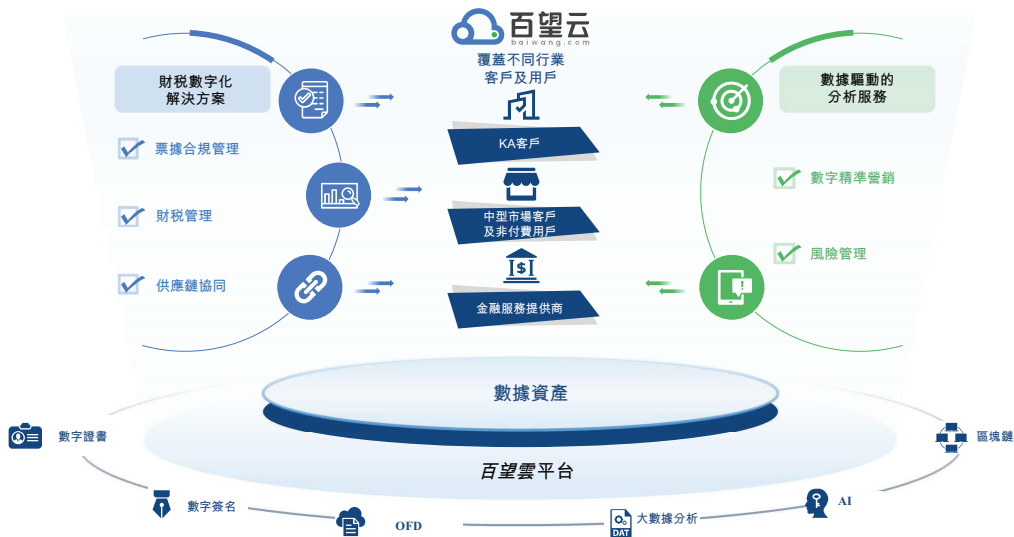 百望云
baiwang.com
覆蓋不同行業
客戶及用戶
財稅數字化
解決方案
票據合規管理
財稅管理
供應鏈協同
KA客戶
中型市場客戶
及非付費用戶
$
金融服務提供商
數據驅動的
分析服務
數字精準營銷
!
風險管理
數據資產
百望雲平台
數字證書
數字簽名
OFD
DAT
大數據分析
AI
區塊鏈